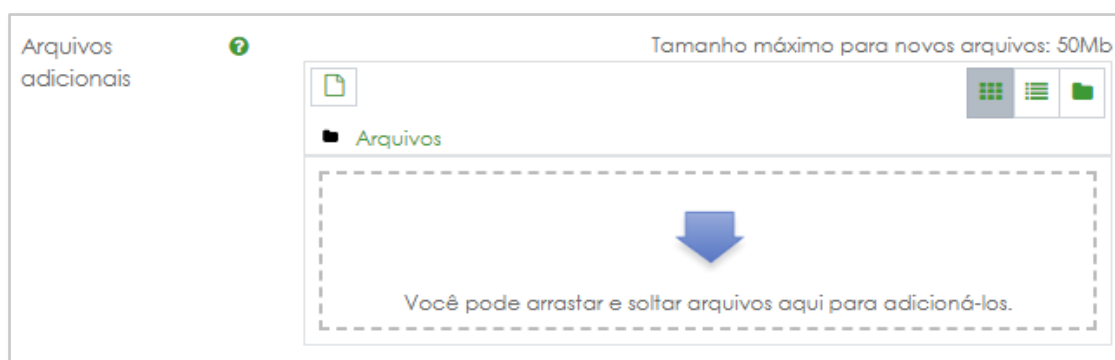 Arquivos
adicionais
Tamanho máximo para novos arquivos: 50Mb
Arquivos
Você pode arrastar e soltar arquivos aqui para adicioná-los.